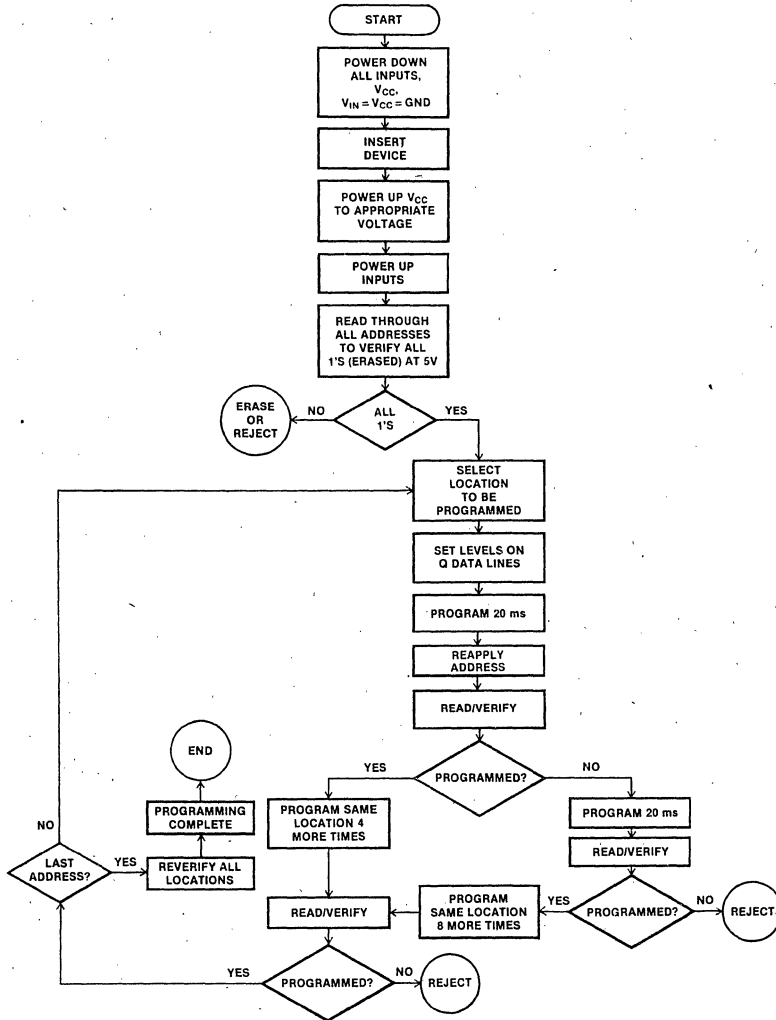 START
POWER DOWN
ALL INPUTS,
VCC,
VIN = VCC = GND
INSERT
DEVICE
POWER UP VCC
TO APPROPRIATE
VOLTAGE
POWER UP
INPUTS
READ THROUGH
ALL ADDRESSES
TO VERIFY ALL
1'S (ERASED) AT 5V
ERASE
OR
REJECT
NO
ALL
1'S
YES
SELECT
LOCATION
TO BE
PROGRAMMED
SET LEVELS ON
Q DATA LINES
PROGRAM 20 ms
REAPPLY
ADDRESS
READ/VERIFY
PROGRAMMED?
YES
NO
PROGRAM SAME
LOCATION 4
MORE TIMES
PROGRAM 20 ms
READ/VERIFY
PROGRAMMED?
NO
REJECT
YES
PROGRAM
SAME LOCATION
8 MORE TIMES
READ/VERIFY
PROGRAMMED?
NO
REJECT
YES
LAST
ADDRESS?
NO
YES
REVERIFY ALL
LOCATIONS
PROGRAMMING
COMPLETE
END